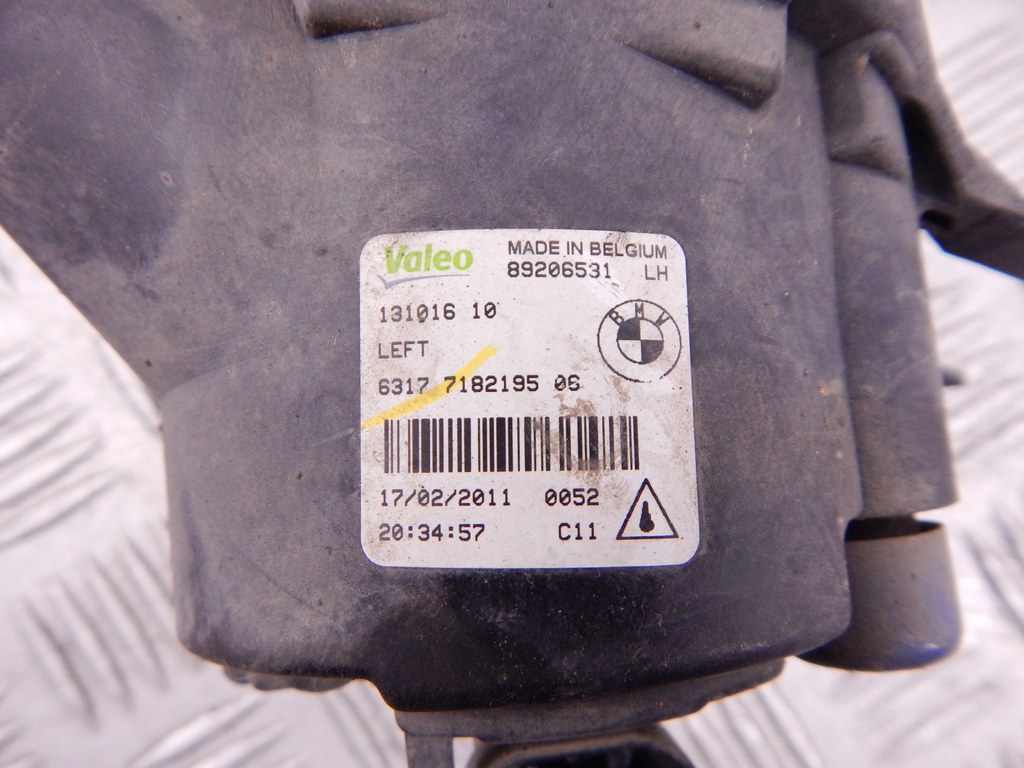 Valeo MADE IN BELGIUM
89206531 LH
131016 10
BMW
LEFT
6317 7182195 06
17/02/2011 0052
20:34:57 C11